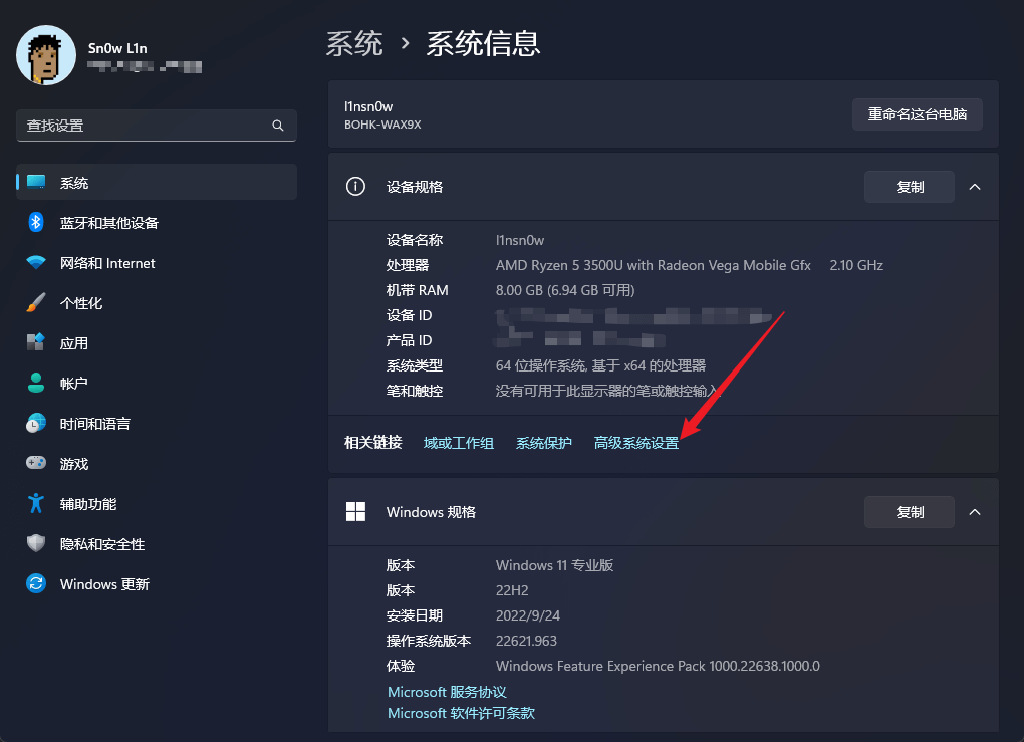 Sn0w L1n
查找设置
系统
蓝牙和其他设备
网络和 Internet
个性化
应用
帐户
时间和语言
游戏
辅助功能
隐私和安全性
Windows 更新
系统 › 系统信息
l1nsn0w
BOHK-WAX9X
重命名这台电脑
设备规格
复制
设备名称 l1nsn0w
处理器 AMD Ryzen 5 3500U with Radeon Vega Mobile Gfx 2.10 GHz
机带 RAM 8.00 GB (6.94 GB 可用)
设备 ID
产品 ID
系统类型 64 位操作系统, 基于 x64 的处理器
笔和触控 没有可用于此显示器的笔或触控输入
相关链接 域或工作组 系统保护 高级系统设置
Windows 规格
复制
版本 Windows 11 专业版
版本 22H2
安装日期 2022/9/24
操作系统版本 22621.963
体验 Windows Feature Experience Pack 1000.22638.1000.0
Microsoft 服务协议
Microsoft 软件许可条款